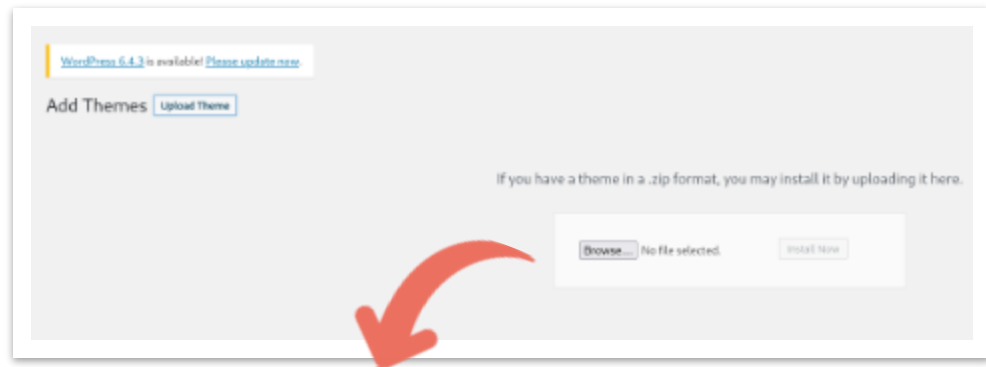 WordPress 6.4.3 is available! Please update now.
Add Themes Upload Theme
If you have a theme in a .zip format, you may install it by uploading it here.
Browse... No file selected. Install Now